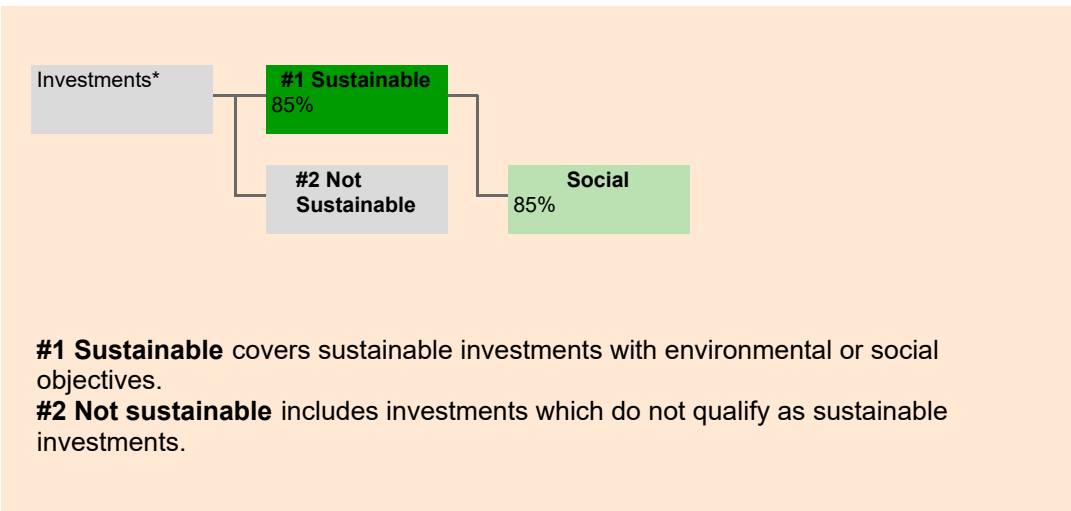 Investments*
#1 Sustainable
85%
#2 Not
Sustainable
Social
85%
#1 Sustainable covers sustainable investments with environmental or social
objectives.
#2 Not sustainable includes investments which do not qualify as sustainable
investments.